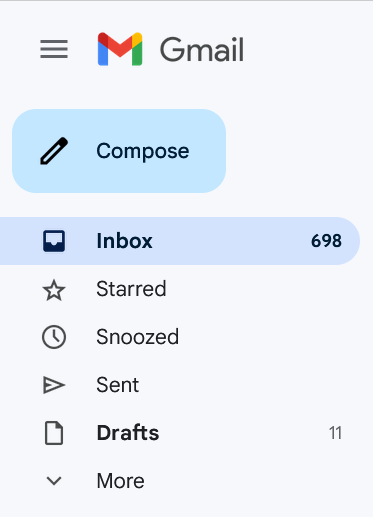 Gmail
Compose
Inbox 698
Starred
Snoozed
Sent
Drafts 11
More